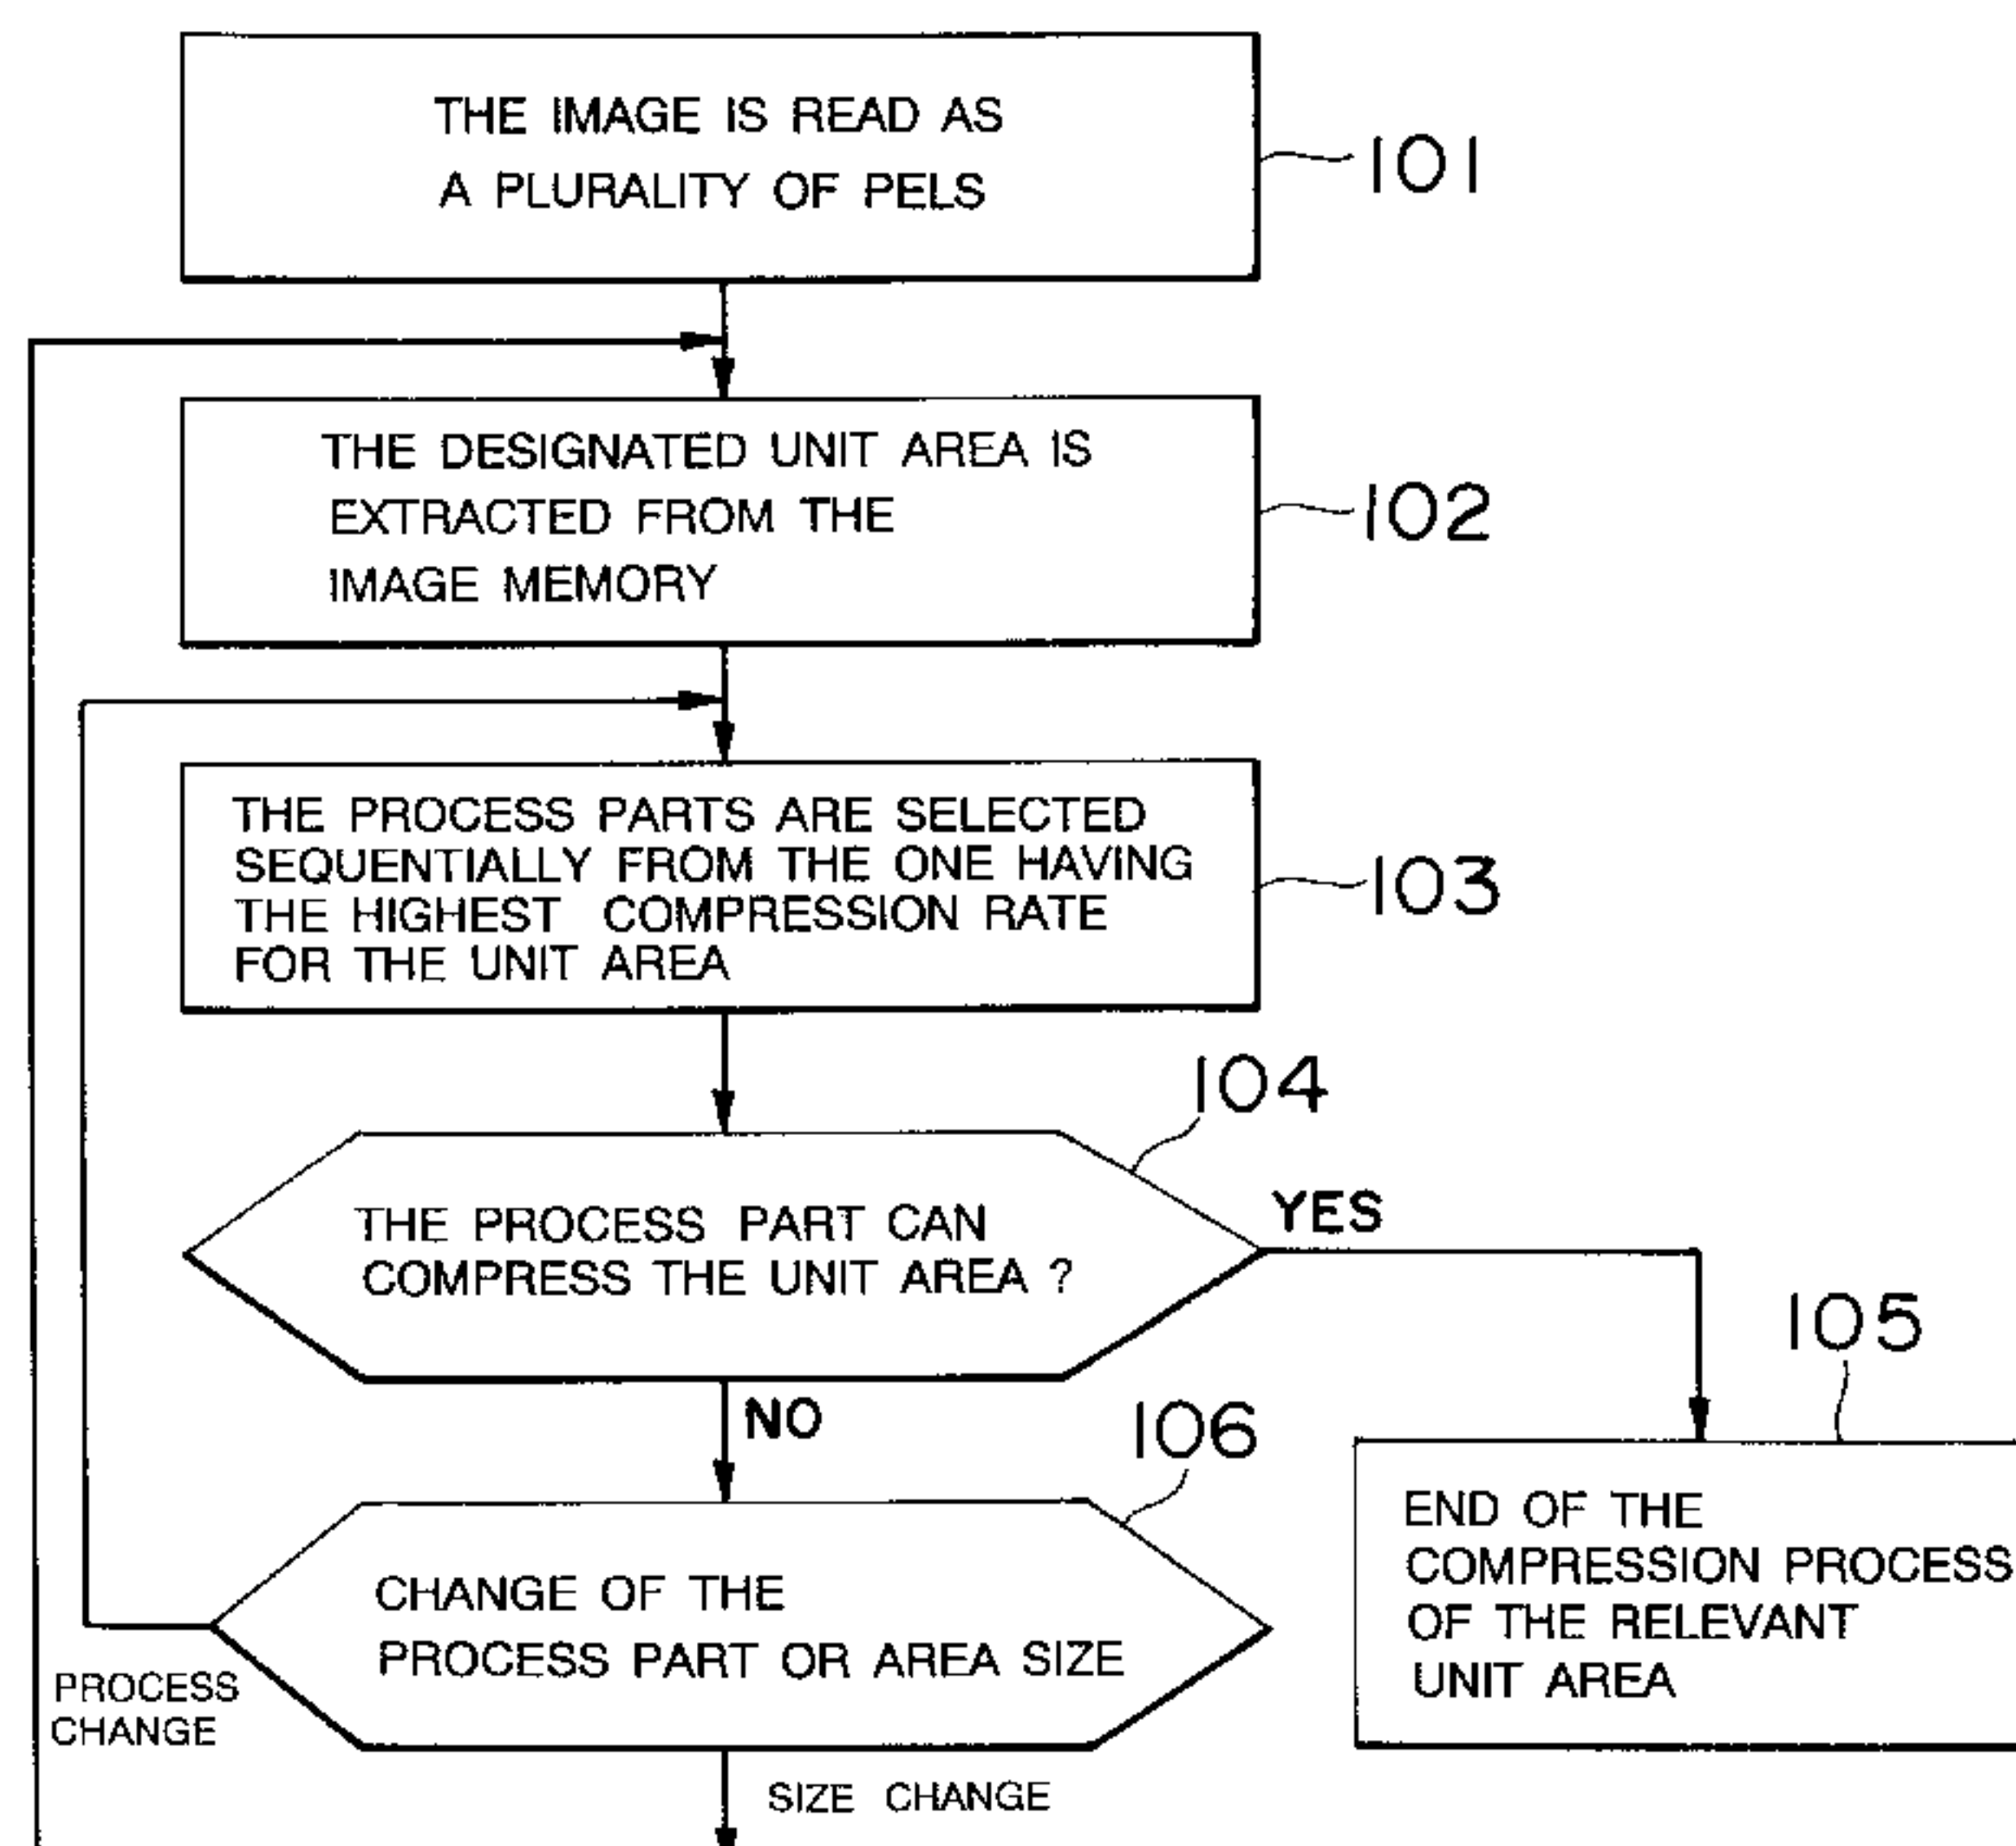 THE IMAGE IS READ AS
A PLURALITY OF PELS
101
THE DESIGNATED UNIT AREA IS
EXTRACTED FROM THE
IMAGE MEMORY
102
THE PROCESS PARTS ARE SELECTED
SEQUENTIALLY FROM THE ONE HAVING
THE HIGHEST COMPRESSION RATE
FOR THE UNIT AREA
103
104
THE PROCESS PART CAN
COMPRESS THE UNIT AREA ?
YES
NO
105
END OF THE
COMPRESSION PROCESS
OF THE RELEVANT
UNIT AREA
106
CHANGE OF THE
PROCESS PART OR AREA SIZE
PROCESS
CHANGE
SIZE CHANGE